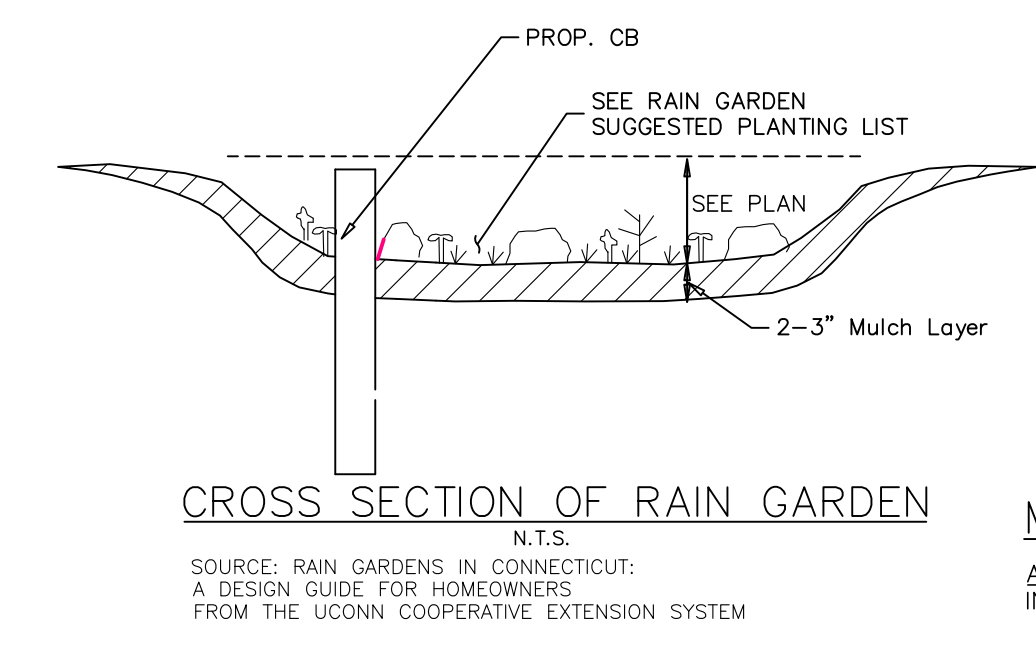 PROP. CB
SEE RAIN GARDEN
SUGGESTED PLANTING LIST
SEE PLAN
2-3" Mulch Layer
CROSS SECTION OF RAIN GARDEN
N.T.S.
SOURCE: RAIN GARDENS IN CONNECTICUT:
A DESIGN GUIDE FOR HOMEOWNERS
FROM THE UCONN COOPERATIVE EXTENSION SYSTEM